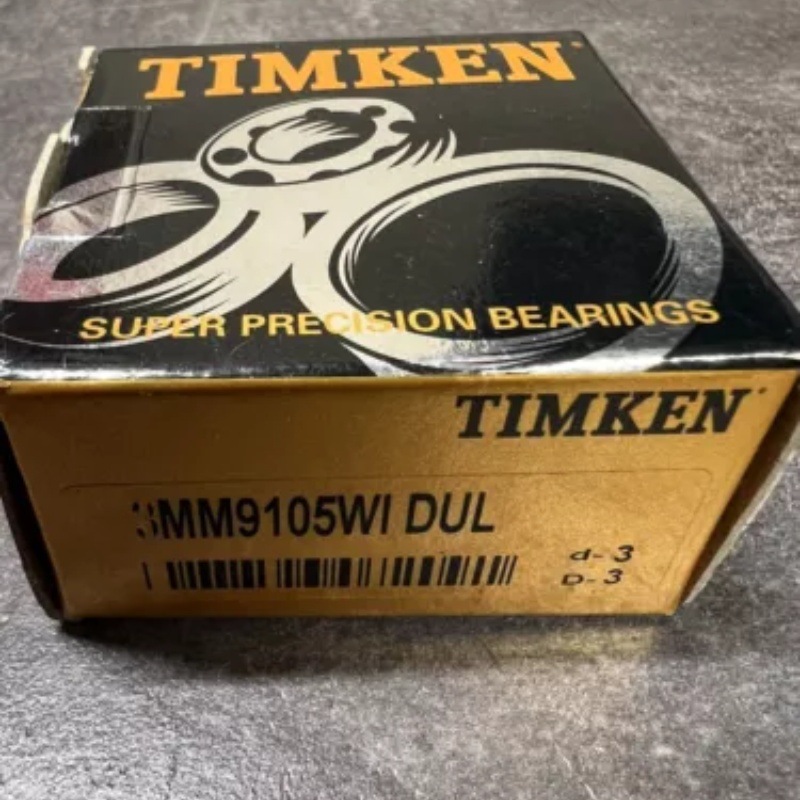 TIMKEN
SUPER PRECISION BEARINGS
TIMKEN
3MM9105WI DUL
d- 3
D- 3